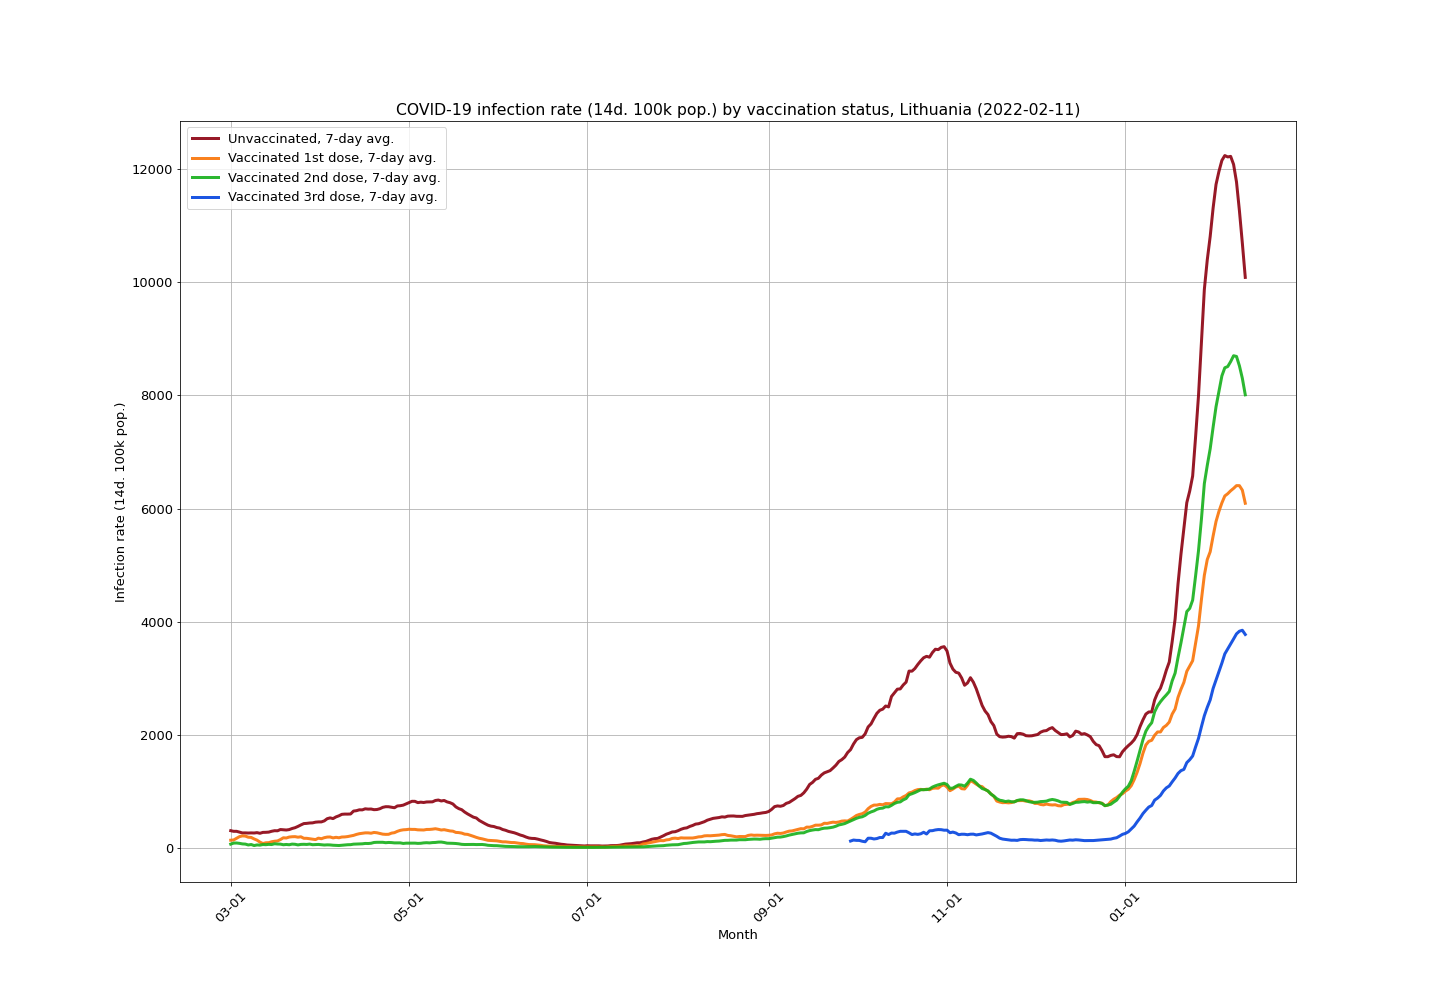 COVID-19 infection rate (14d. 100k pop.) by vaccination status, Lithuania (2022-02-11)
Unvaccinated, 7-day avg.
Vaccinated 1st dose, 7-day avg.
Vaccinated 2nd dose, 7-day avg.
Vaccinated 3rd dose, 7-day avg.
Infection rate (14d. 100k pop.)
12000
10000
8000
6000
4000
2000
0
03-01
05-01
07-01
09-01
11-01
01-01
Month